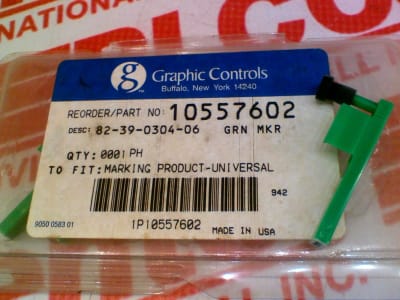 g Graphic Controls
Buffalo, New York 14240
REORDER/PART NO: 10557602
DESC: 82-39-0304-06 GRN MKR
QTY: 0001 PH
TO FIT: MARKING PRODUCT-UNIVERSAL
942
1P10557602
MADE IN USA
9050 0583 01
INC.